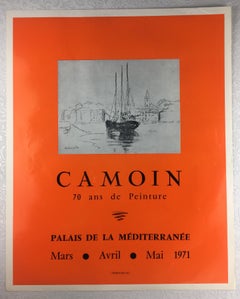 CAMOIN
70 ans de Peinture
PALAIS DE LA MÉDITERRANÉE
Mars ● Avril ● Mai 1971